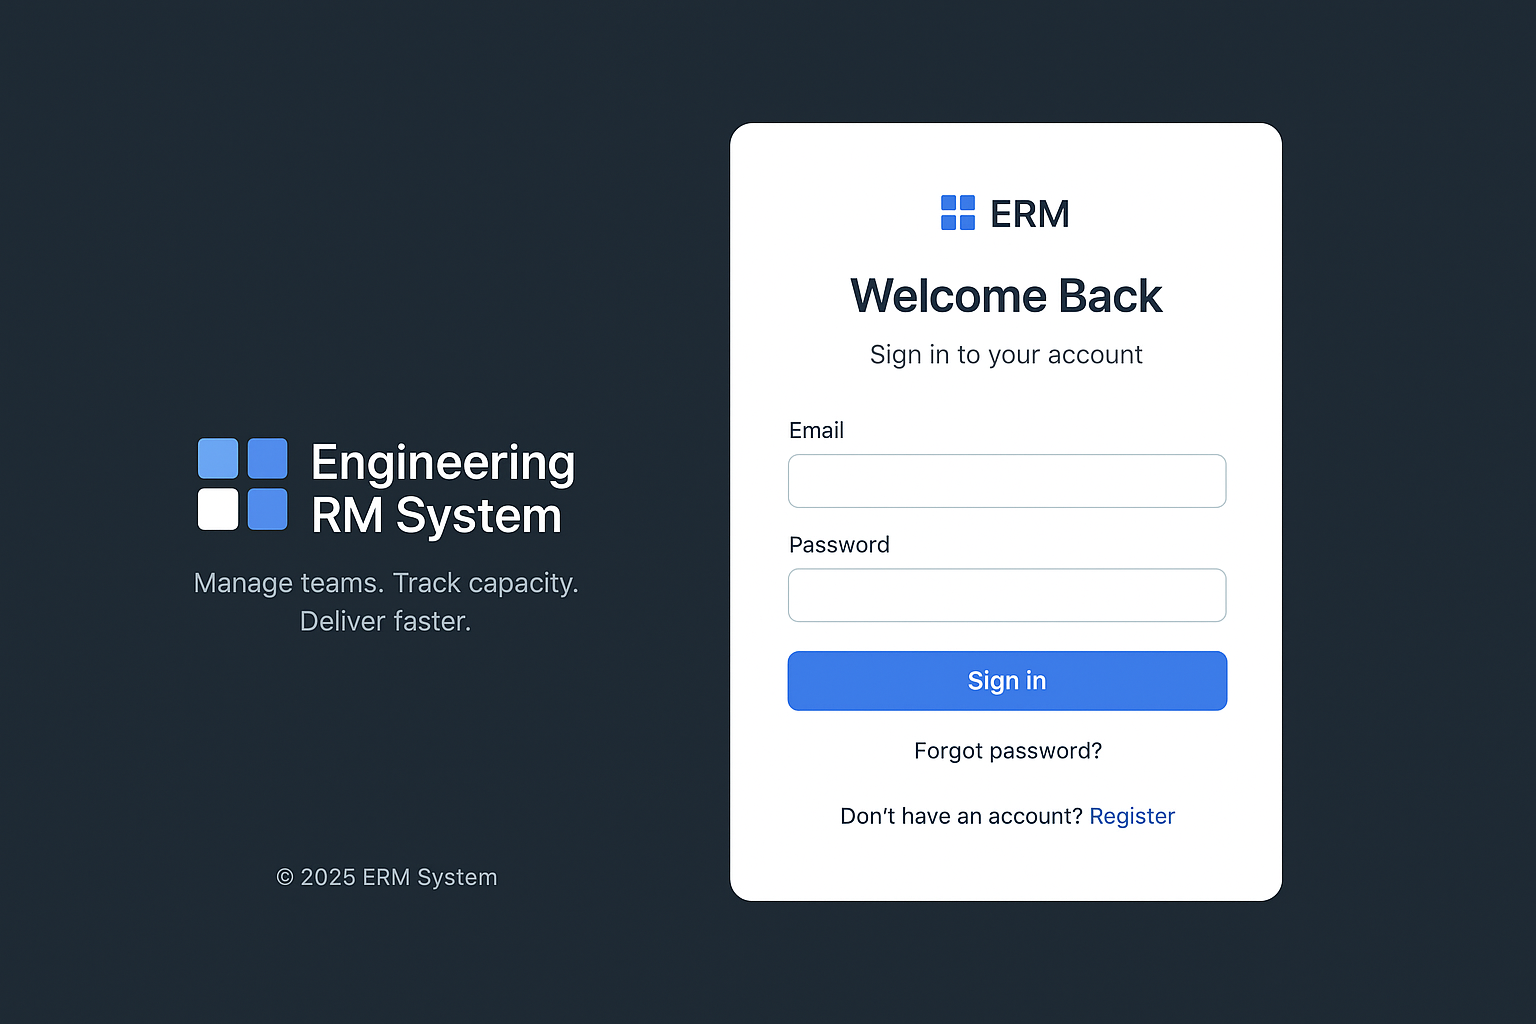 Engineering
RM System
Manage teams. Track capacity.
Deliver faster.
© 2025 ERM System
ERM
Welcome Back
Sign in to your account
Email
Password
Sign in
Forgot password?
Don’t have an account? Register